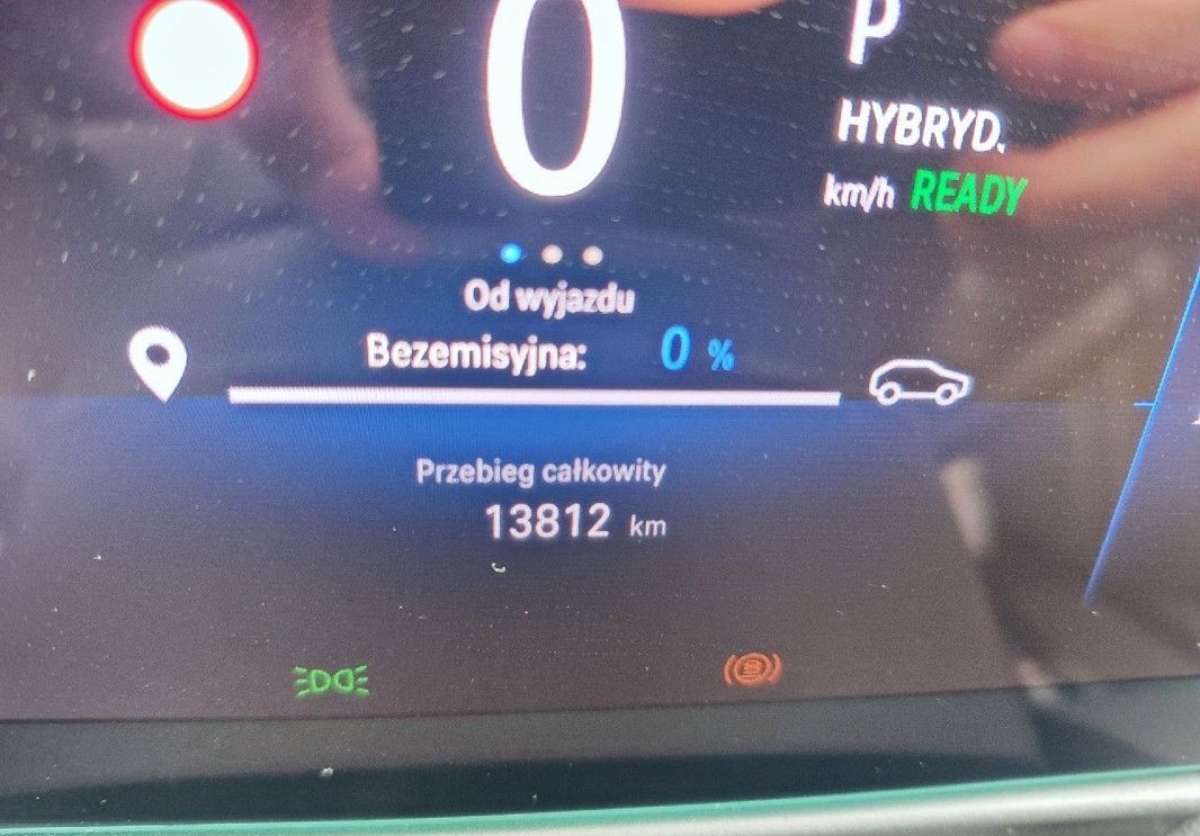 P
0
HYBRYD.
km/h READY
Od wyjazdu
Bezemisyjna: 0 %
Przebieg całkowity
13812 km